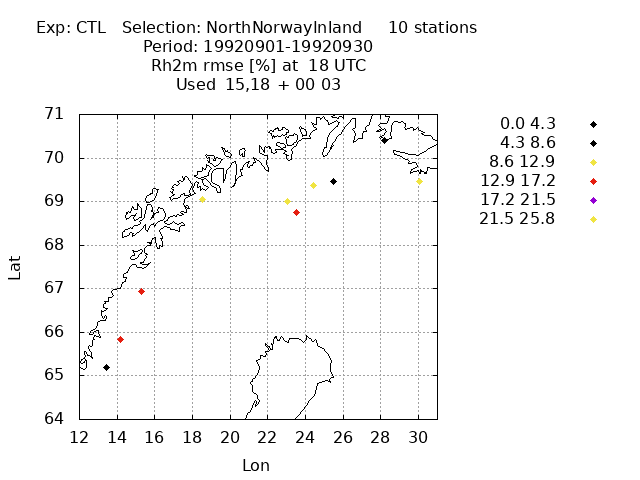 Exp: CTL   Selection: NorthNorwayInland     10 stations
Period: 19920901-19920930
Rh2m rmse [%] at  18 UTC
Used  15,18  + 00 03
71
70
69
68
67
66
65
64
Lat
12 14 16 18 20 22 24 26 28 30
Lon
0.0 4.3
4.3 8.6
8.6 12.9
12.9 17.2
17.2 21.5
21.5 25.8